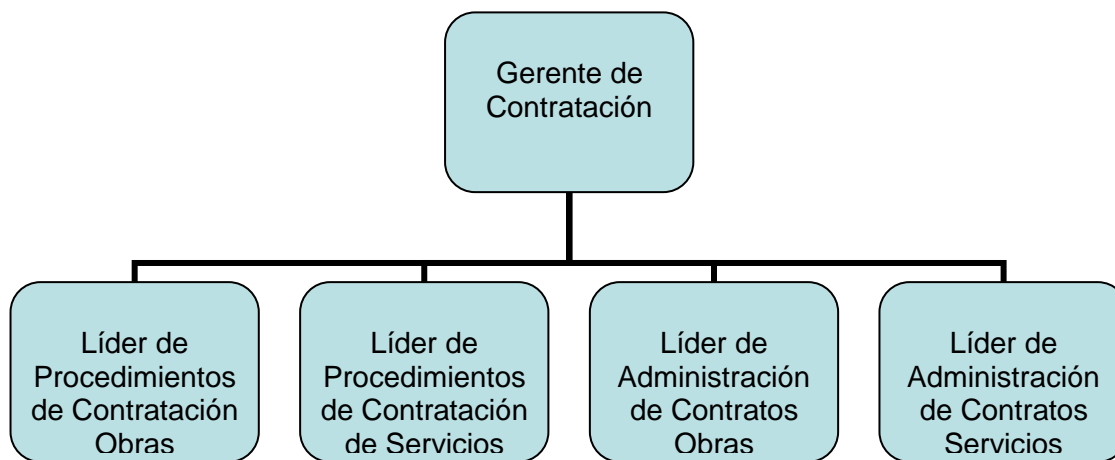 Gerente de
Contratación
Líder de
Procedimientos
de Contratación
Obras
Líder de
Procedimientos
de Contratación
de Servicios
Líder de
Administración
de Contratos
Obras
Líder de
Administración
de Contratos
Servicios